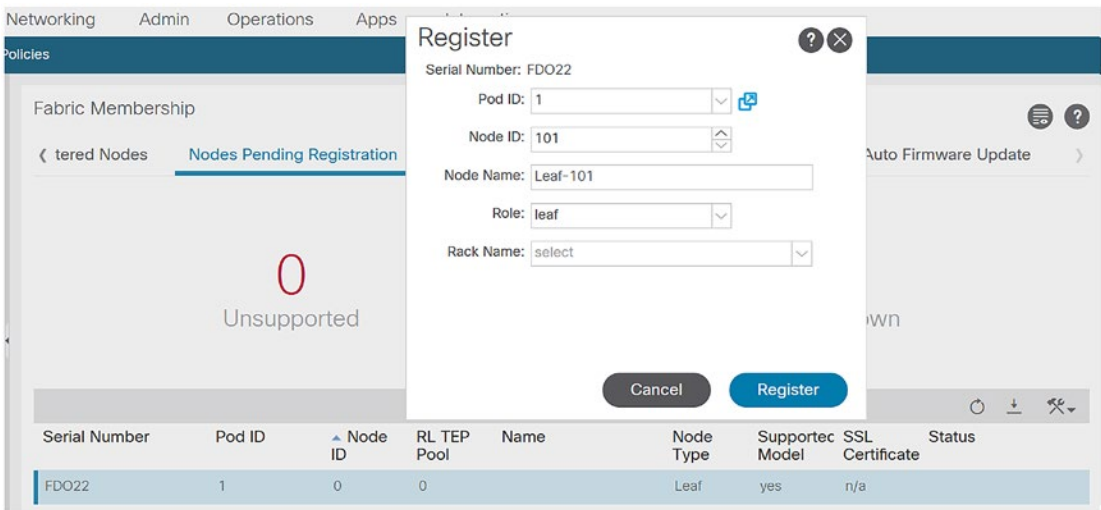 Networking Admin Operations Apps
Policies
Register
Serial Number: FDO22
Pod ID: 1
Node ID: 101
Node Name: Leaf-101
Role: leaf
Rack Name: select
Cancel Register
Fabric Membership
tered Nodes Nodes Pending Registration Auto Firmware Update
0
Unsupported
wn
Serial Number Pod ID Node ID RL TEP Pool Name Node Type Supported Model SSL Certificate Status
FDO22 1 0 0 Leaf yes n/a